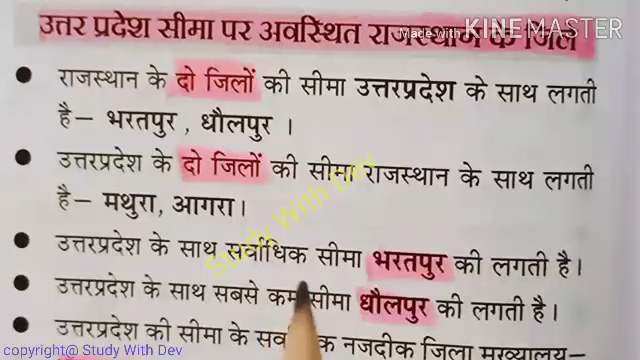 Made with KINEMASTER
उत्तर प्रदेश सीमा पर अवस्थित राजस्थान के जिले
● राजस्थान के दो जिलों की सीमा उत्तरप्रदेश के साथ लगती
है– भरतपुर, धौलपुर ।
● उत्तरप्रदेश के दो जिलों की सीमा राजस्थान के साथ लगती
है– मथुरा, आगरा।
Study With Dev
● उत्तरप्रदेश के साथ सर्वाधिक सीमा भरतपुर की लगती है।
● उत्तरप्रदेश के साथ सबसे कम सीमा धौलपुर की लगती है।
● उत्तरप्रदेश की सीमा के नजदीक जिला मुख्यालय–
copyright@ Study With Dev